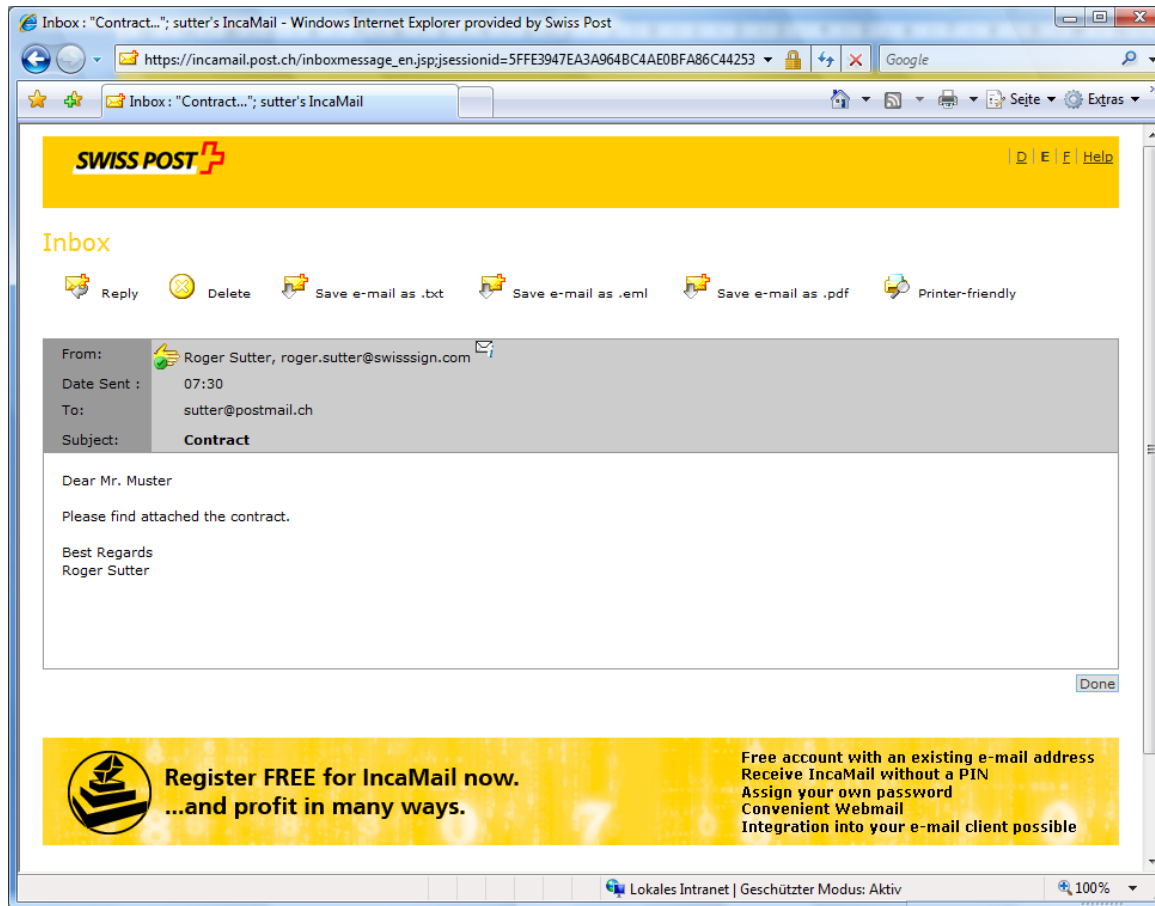 Inbox : "Contract..."; sutter's IncaMail - Windows Internet Explorer provided by Swiss Post
https://incamail.post.ch/inboxmessage_en.jsp;jsessionid=5FFE3947EA3A964BC4AE0BFA86C44253
Google
Inbox : "Contract..."; sutter's IncaMail
Seite
Extras
SWISS POST
D | E | F | Help
Inbox
Reply
Delete
Save e-mail as .txt
Save e-mail as .eml
Save e-mail as .pdf
Printer-friendly
From: Roger Sutter, roger.sutter@swisssign.com
Date Sent : 07:30
To: sutter@postmail.ch
Subject: Contract
Dear Mr. Muster
Please find attached the contract.
Best Regards
Roger Sutter
Done
Register FREE for IncaMail now.
...and profit in many ways.
Free account with an existing e-mail address
Receive IncaMail without a PIN
Assign your own password
Convenient Webmail
Integration into your e-mail client possible
Lokales Intranet | Geschützter Modus: Aktiv
100%